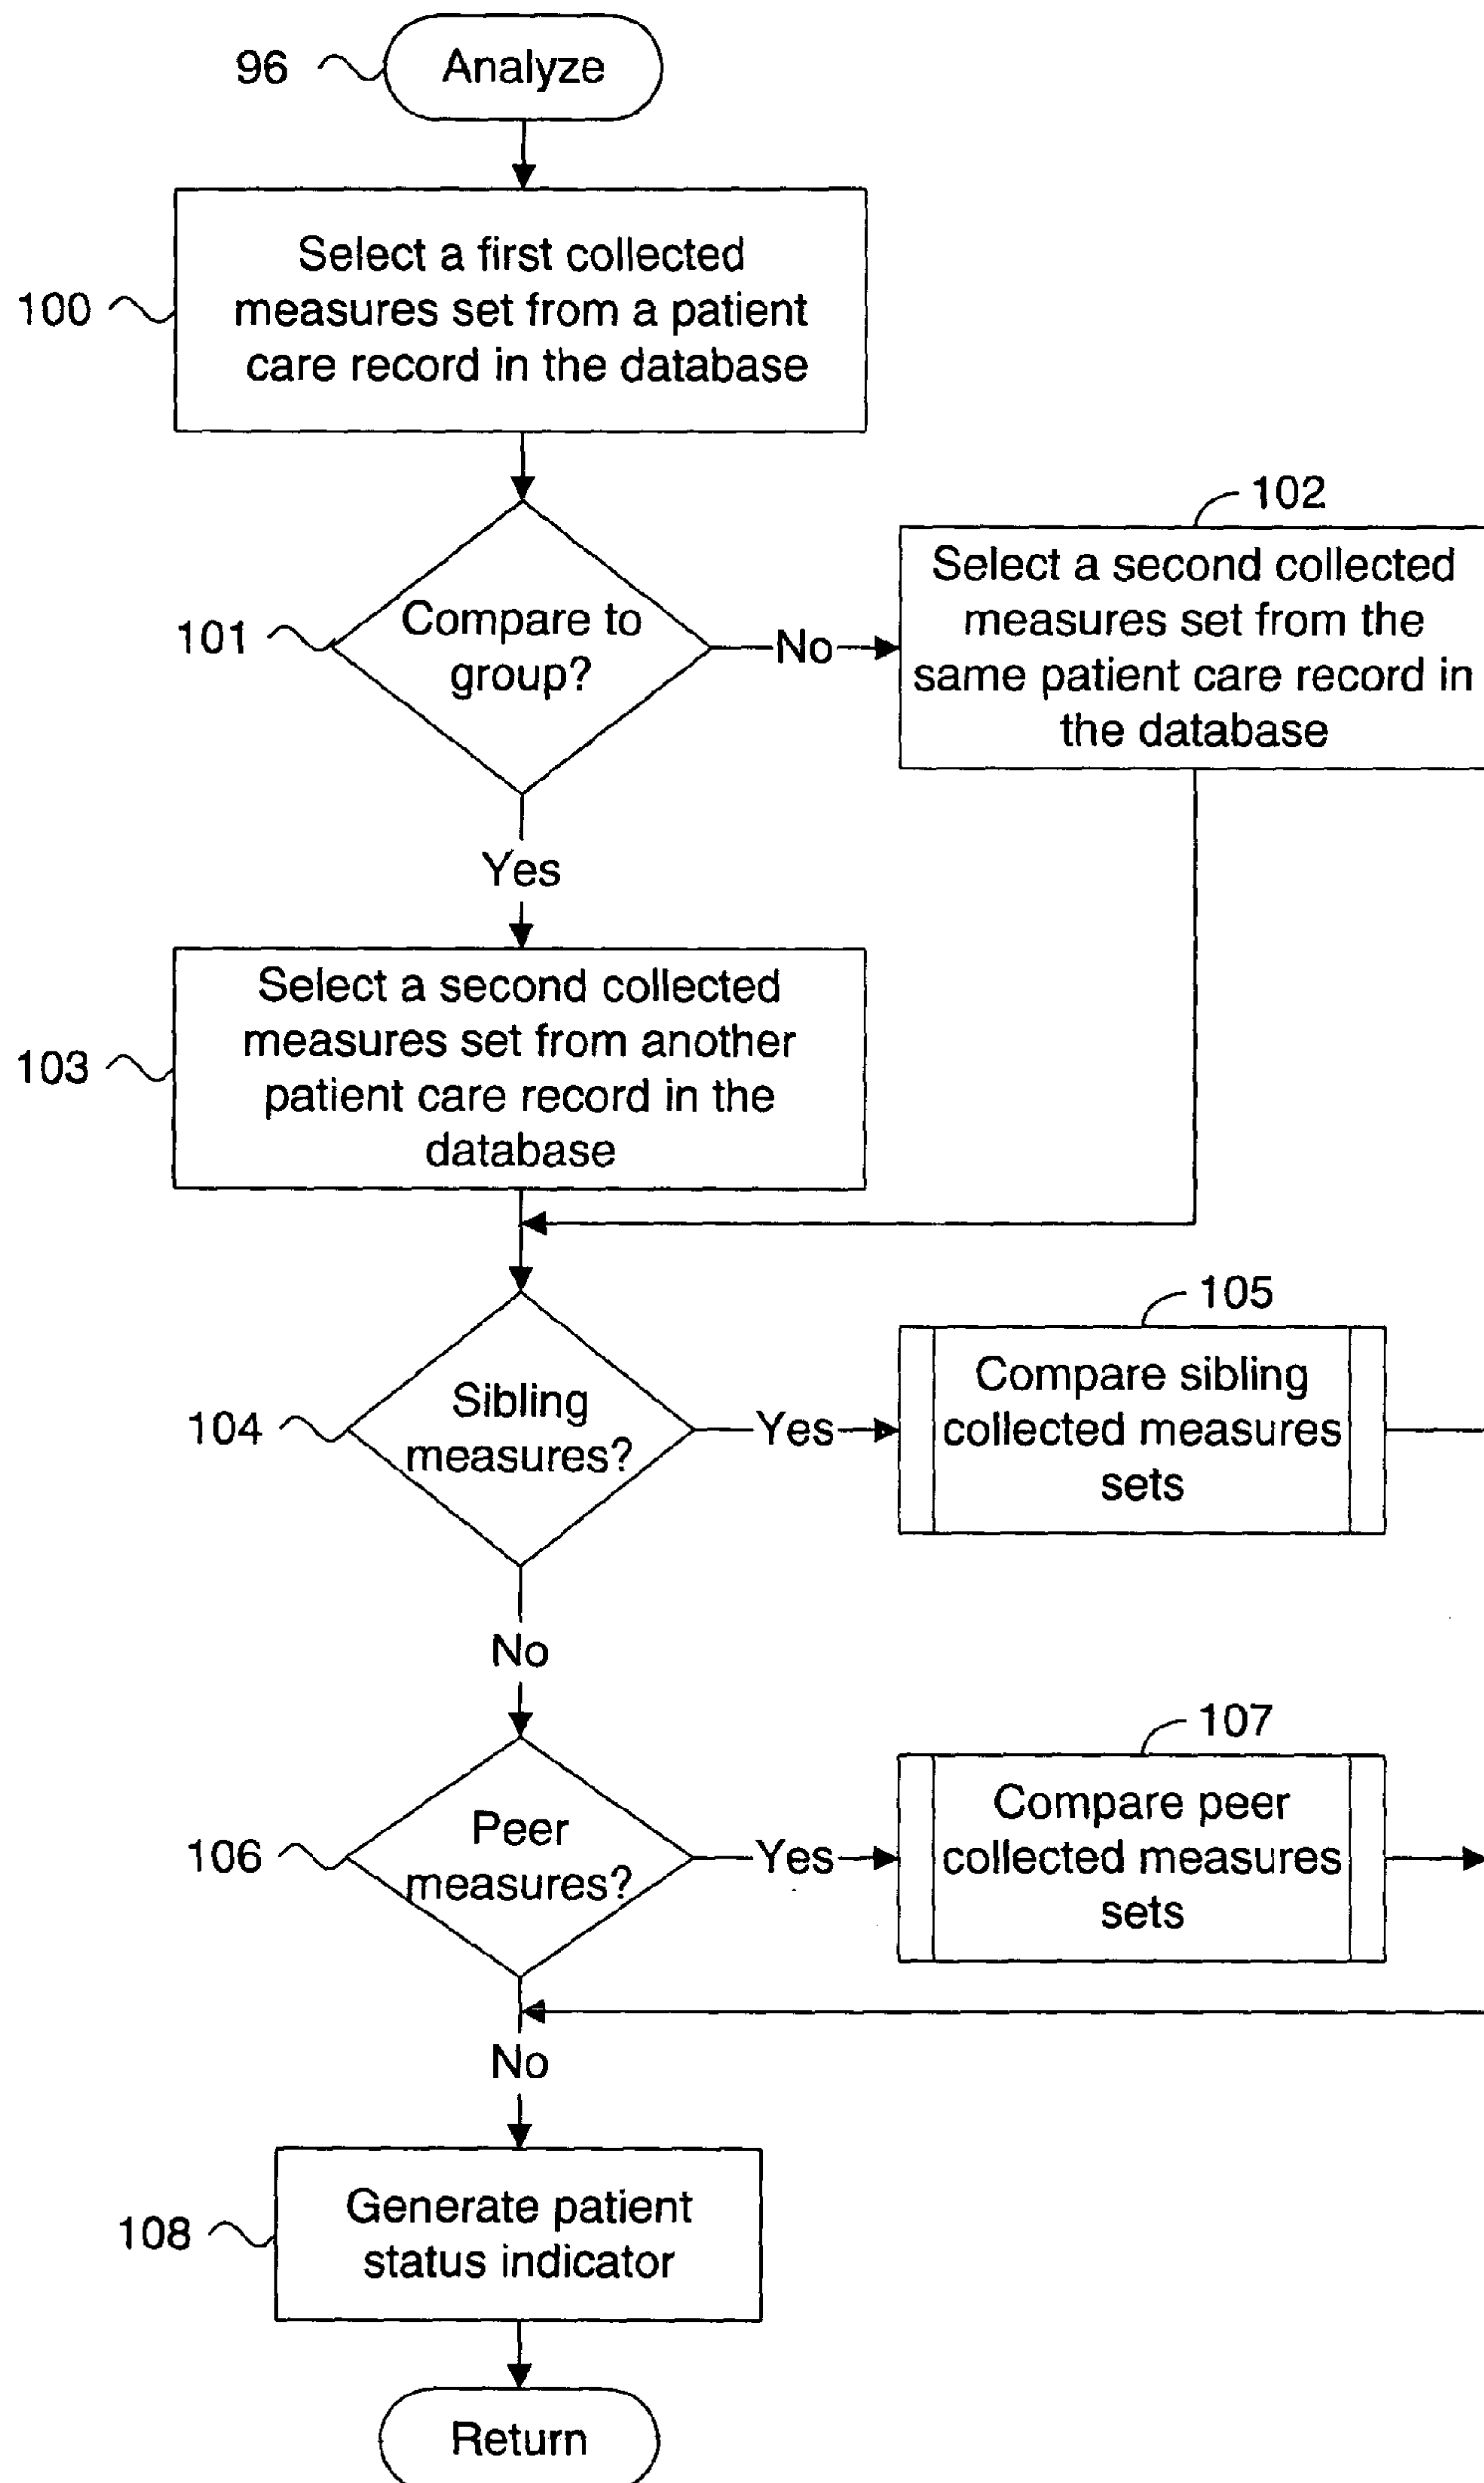 96
Analyze
100
Select a first collected
measures set from a patient
care record in the database
101
Compare to
group?
No
102
Select a second collected
measures set from the
same patient care record in
the database
Yes
103
Select a second collected
measures set from another
patient care record in the
database
104
Sibling
measures?
Yes
105
Compare sibling
collected measures
sets
No
106
Peer
measures?
Yes
107
Compare peer
collected measures
sets
No
108
Generate patient
status indicator
Return